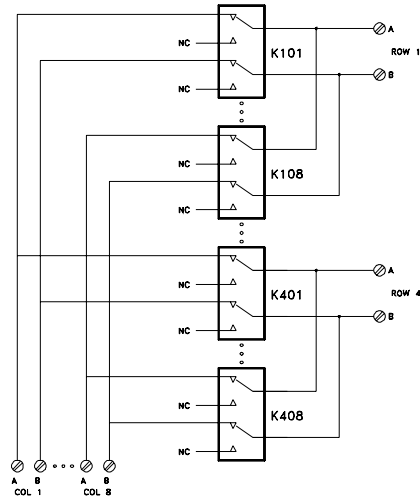 A
ROW 1
NC
K101
B
NC
K108
NC
NC
A
NC
K401
ROW 4
B
NC
K408
NC
NC
A B A B
COL 1 COL 8